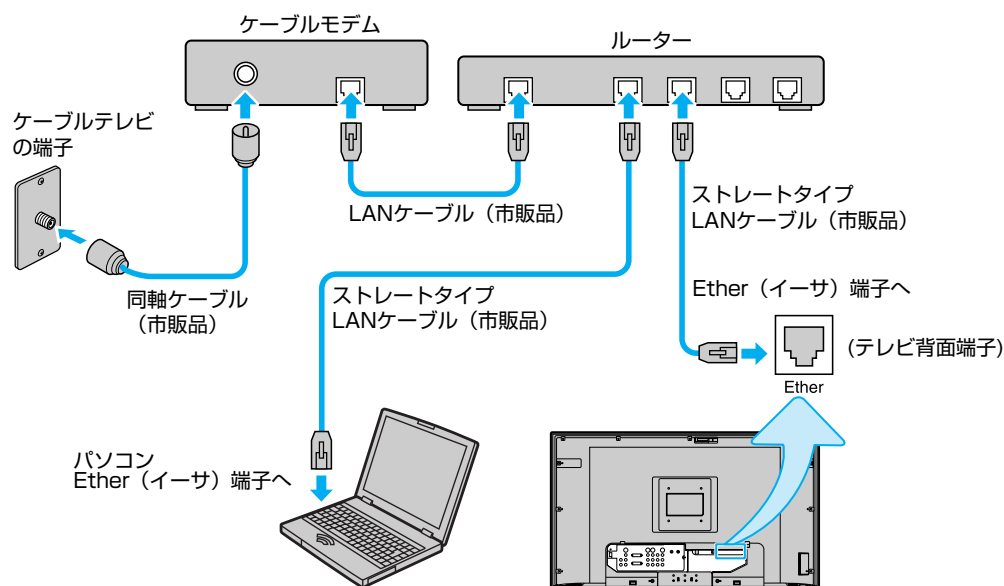 ケーブルモデム
ルーター
ケーブルテレビ
の端子
LANケーブル（市販品）
ストレートタイプ
LANケーブル（市販品）
同軸ケーブル
（市販品）
ストレートタイプ
LANケーブル（市販品）
Ether（イーサ）端子へ
(テレビ背面端子)
Ether
パソコン
Ether（イーサ）端子へ